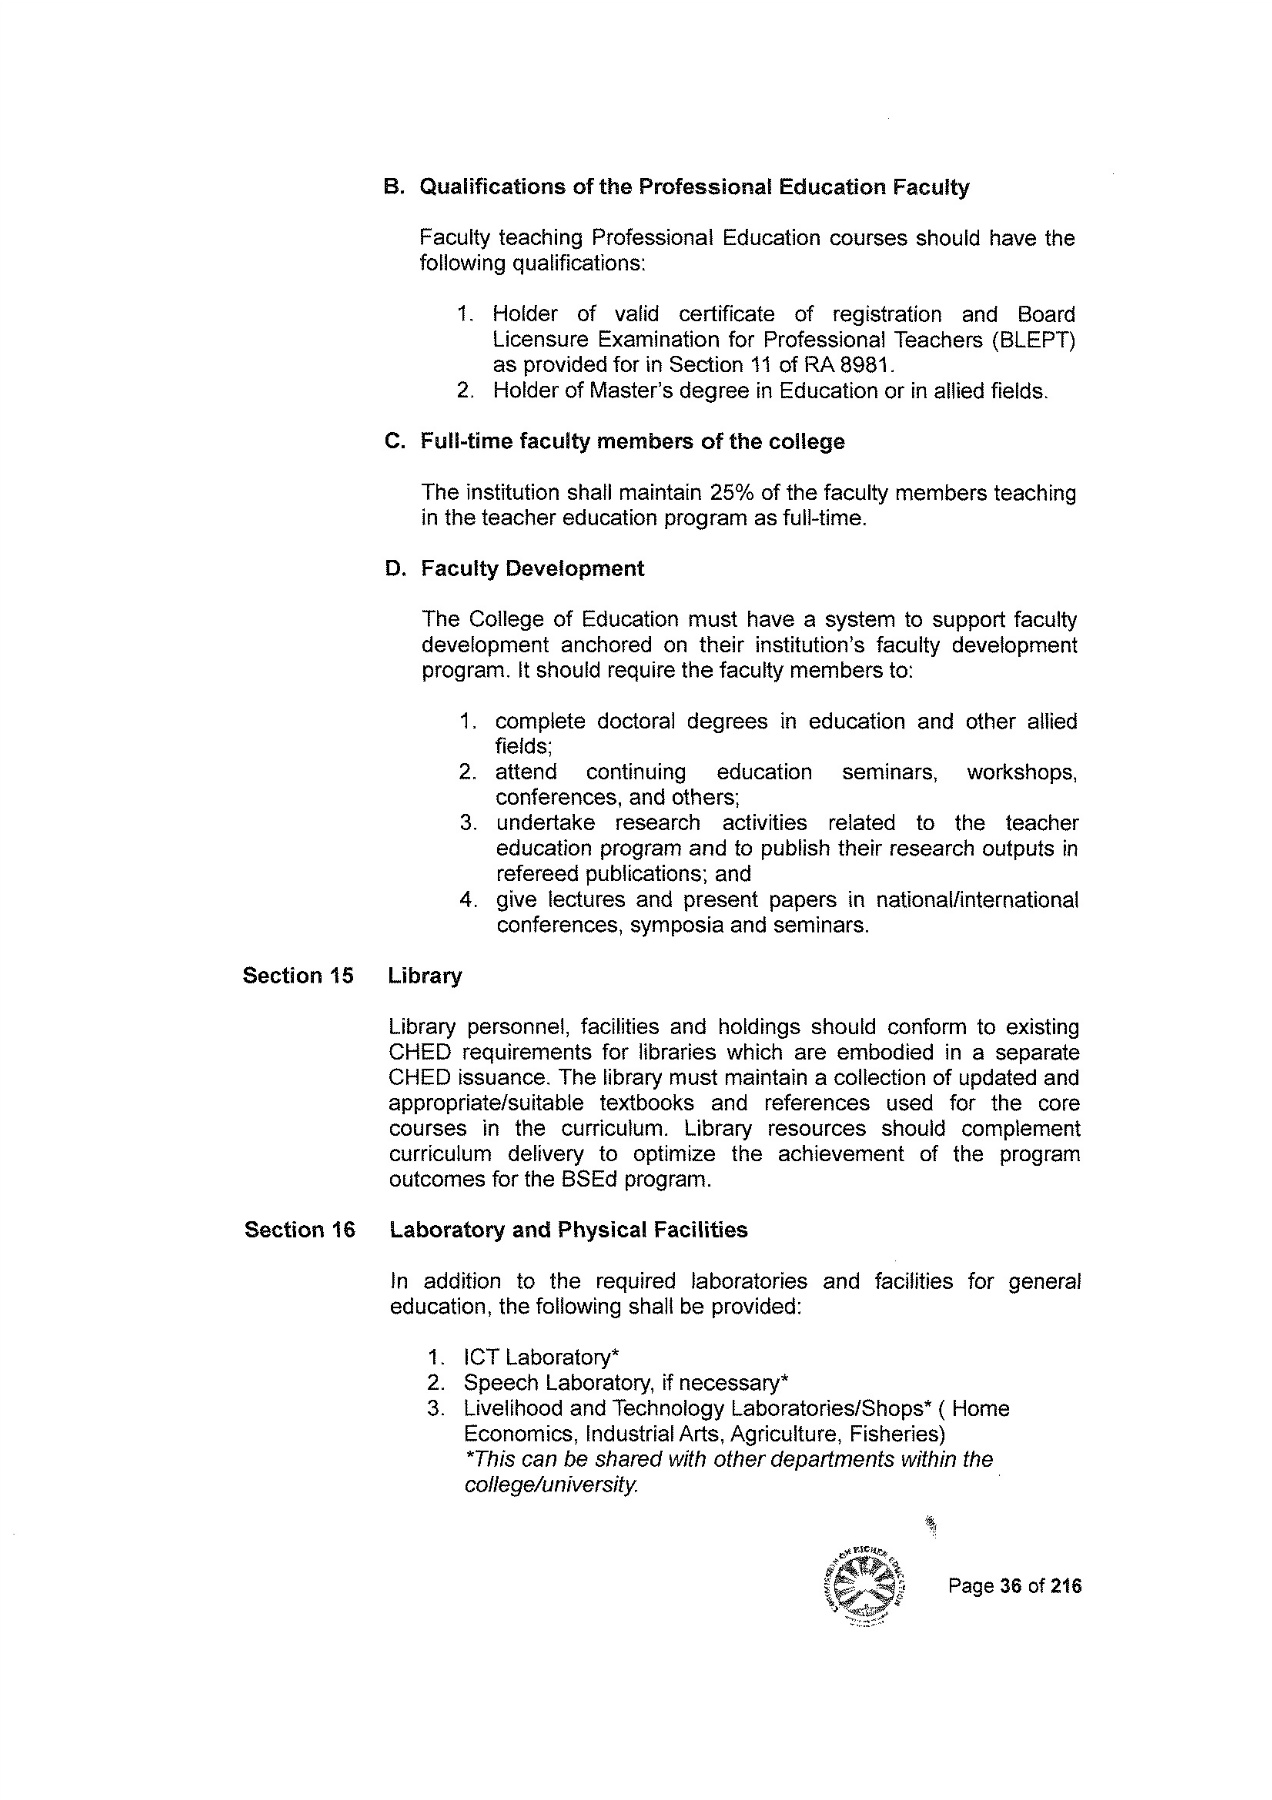 B. Qualifications of the Professional Education Faculty
Faculty teaching Professional Education courses should have the
following qualifications:
1. Holder of valid certificate of registration and Board
Licensure Examination for Professional Teachers (BLEPT)
as provided for in Section 11 of RA 8981.
2. Holder of Master's degree in Education or in allied fields.
C. Full-time faculty members of the college
The institution shall maintain 25% of the faculty members teaching
in the teacher education program as full-time.
D. Faculty Development
The College of Education must have a system to support faculty
development anchored on their institution's faculty development
program. It should require the faculty members to:
1. complete doctoral degrees in education and other allied
fields;
2. attend continuing education seminars, workshops,
conferences, and others;
3. undertake research activities related to the teacher
education program and to publish their research outputs in
refereed publications; and
4. give lectures and present papers in national/international
conferences, symposia and seminars.
Section 15 Library
Library personnel, facilities and holdings should conform to existing
CHED requirements for libraries which are embodied in a separate
CHED issuance. The library must maintain a collection of updated and
appropriate/suitable textbooks and references used for the core
courses in the curriculum. Library resources should complement
curriculum delivery to optimize the achievement of the program
outcomes for the BSEd program.
Section 16 Laboratory and Physical Facilities
In addition to the required laboratories and facilities for general
education, the following shall be provided:
1. ICT Laboratory*
2. Speech Laboratory, if necessary*
3. Livelihood and Technology Laboratories/Shops* ( Home
Economics, Industrial Arts, Agriculture, Fisheries)
*This can be shared with other departments within the
college/university.
COMMISSION ON HIGHER EDUCATION
Page 36 of 216